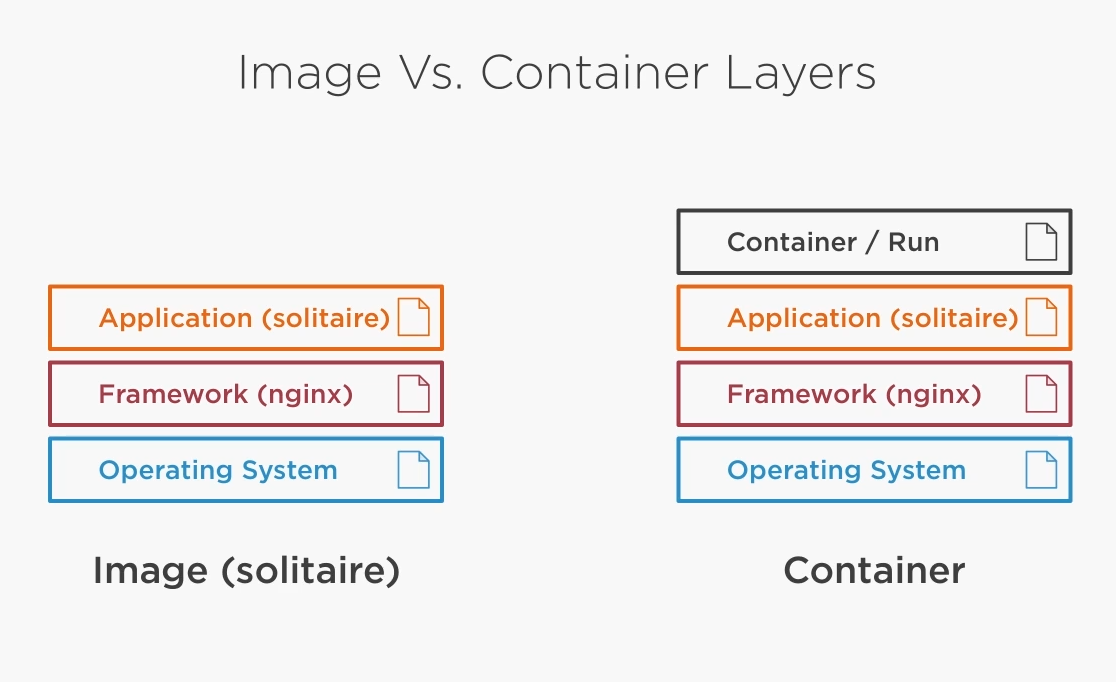 Image Vs. Container Layers
Application (solitaire)
Framework (nginx)
Operating System
Image (solitaire)
Container / Run
Application (solitaire)
Framework (nginx)
Operating System
Container